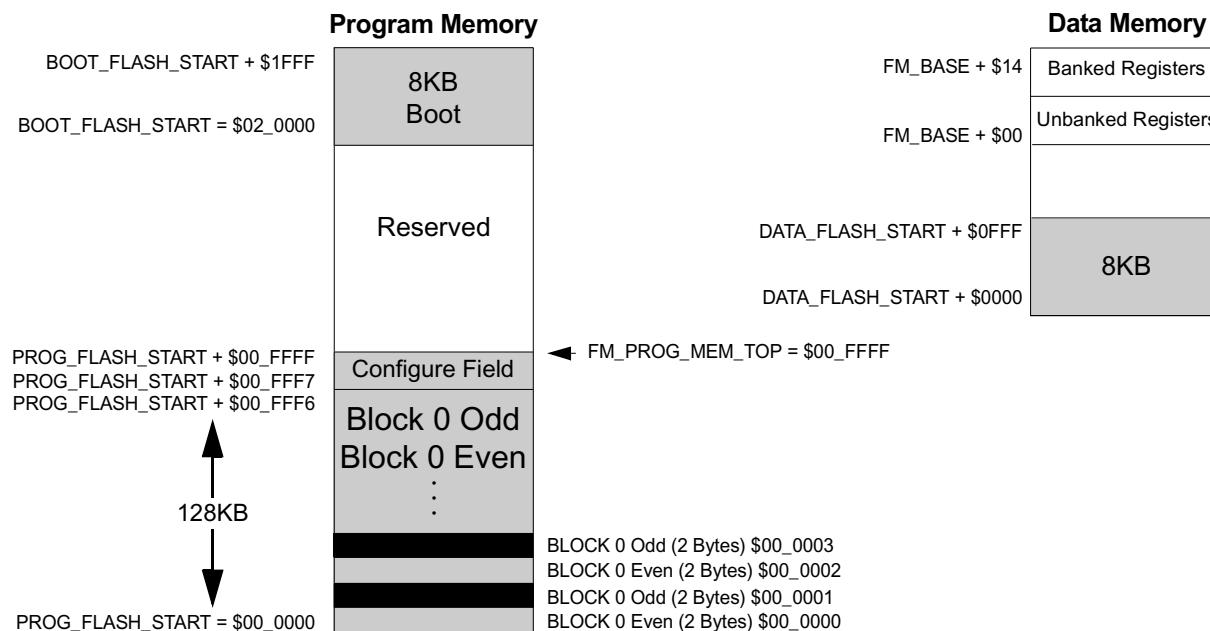 Program Memory
BOOT_FLASH_START + $1FFF
8KB
Boot
BOOT_FLASH_START = $02_0000
Reserved
PROG_FLASH_START + $00_FFFF
Configure Field
FM_PROG_MEM_TOP = $00_FFFF
PROG_FLASH_START + $00_FFF7
PROG_FLASH_START + $00_FFF6
Block 0 Odd
Block 0 Even
128KB
BLOCK 0 Odd (2 Bytes) $00_0003
BLOCK 0 Even (2 Bytes) $00_0002
BLOCK 0 Odd (2 Bytes) $00_0001
PROG_FLASH_START = $00_0000
BLOCK 0 Even (2 Bytes) $00_0000
Data Memory
FM_BASE + $14
Banked Registers
Unbanked Registers
FM_BASE + $00
DATA_FLASH_START + $0FFF
8KB
DATA_FLASH_START + $0000